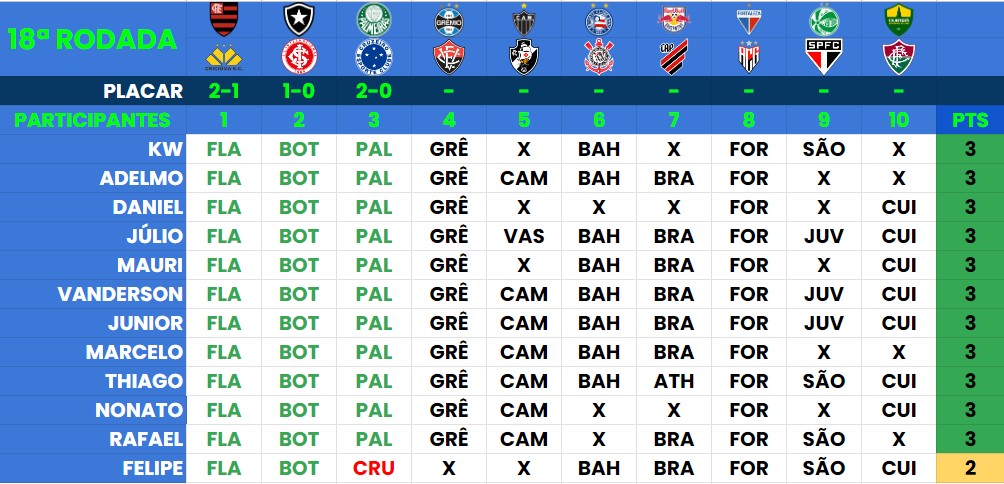 18ª RODADA
PLACAR 2-1 1-0 2-0 - - - - - - -
PARTICIPANTES 1 2 3 4 5 6 7 8 9 10 PTS
KW FLA BOT PAL GRÊ X BAH X FOR SÃO X 3
ADELMO FLA BOT PAL GRÊ CAM BAH BRA FOR X X 3
DANIEL FLA BOT PAL GRÊ X X X FOR X CUI 3
JÚLIO FLA BOT PAL GRÊ VAS BAH BRA FOR JUV CUI 3
MAURI FLA BOT PAL GRÊ X BAH BRA FOR X CUI 3
VANDERSON FLA BOT PAL GRÊ CAM BAH BRA FOR JUV CUI 3
JUNIOR FLA BOT PAL GRÊ CAM BAH BRA FOR JUV CUI 3
MARCELO FLA BOT PAL GRÊ CAM BAH BRA FOR X X 3
THIAGO FLA BOT PAL GRÊ CAM BAH ATH FOR SÃO CUI 3
NONATO FLA BOT PAL GRÊ CAM X X FOR X CUI 3
RAFAEL FLA BOT PAL GRÊ CAM X BRA FOR SÃO X 3
FELIPE FLA BOT CRU X X BAH BRA FOR SÃO CUI 2